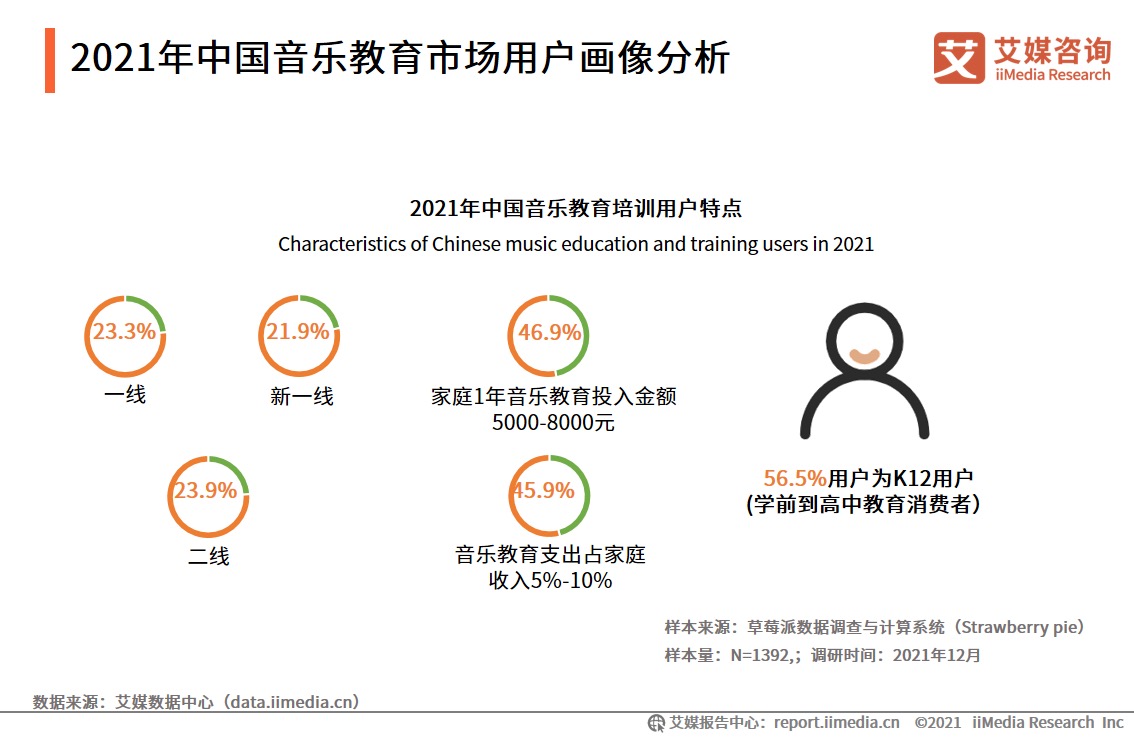 2021年中国音乐教育市场用户画像分析
艾 艾媒咨询
iiMedia Research
2021年中国音乐教育培训用户特点
Characteristics of Chinese music education and training users in 2021
23.3%
一线
21.9%
新一线
46.9%
家庭1年音乐教育投入金额
5000-8000元
23.9%
二线
45.9%
音乐教育支出占家庭
收入5%-10%
56.5%用户为K12用户
(学前到高中教育消费者）
样本来源：草莓派数据调查与计算系统（Strawberry pie）
样本量：N=1392,；调研时间：2021年12月
数据来源：艾媒数据中心（data.iimedia.cn）
艾媒报告中心：report.iimedia.cn ©2021 iiMedia Research Inc